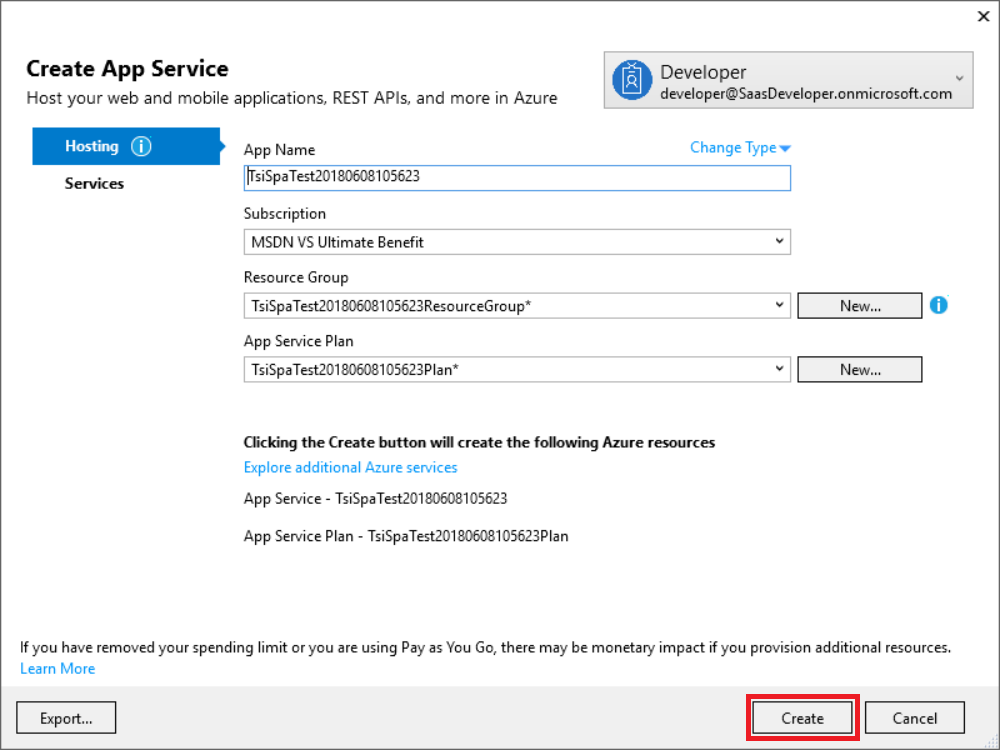 Create App Service
Host your web and mobile applications, REST APIs, and more in Azure
Developer
developer@SaasDeveloper.onmicrosoft.com
Hosting
Services
App Name
Change Type
TsiSpaTest20180608105623
Subscription
MSDN VS Ultimate Benefit
Resource Group
TsiSpaTest20180608105623ResourceGroup*
New...
App Service Plan
TsiSpaTest20180608105623Plan*
New...
Clicking the Create button will create the following Azure resources
Explore additional Azure services
App Service - TsiSpaTest20180608105623
App Service Plan - TsiSpaTest20180608105623Plan
If you have removed your spending limit or you are using Pay as You Go, there may be monetary impact if you provision additional resources.
Learn More
Export...
Create
Cancel